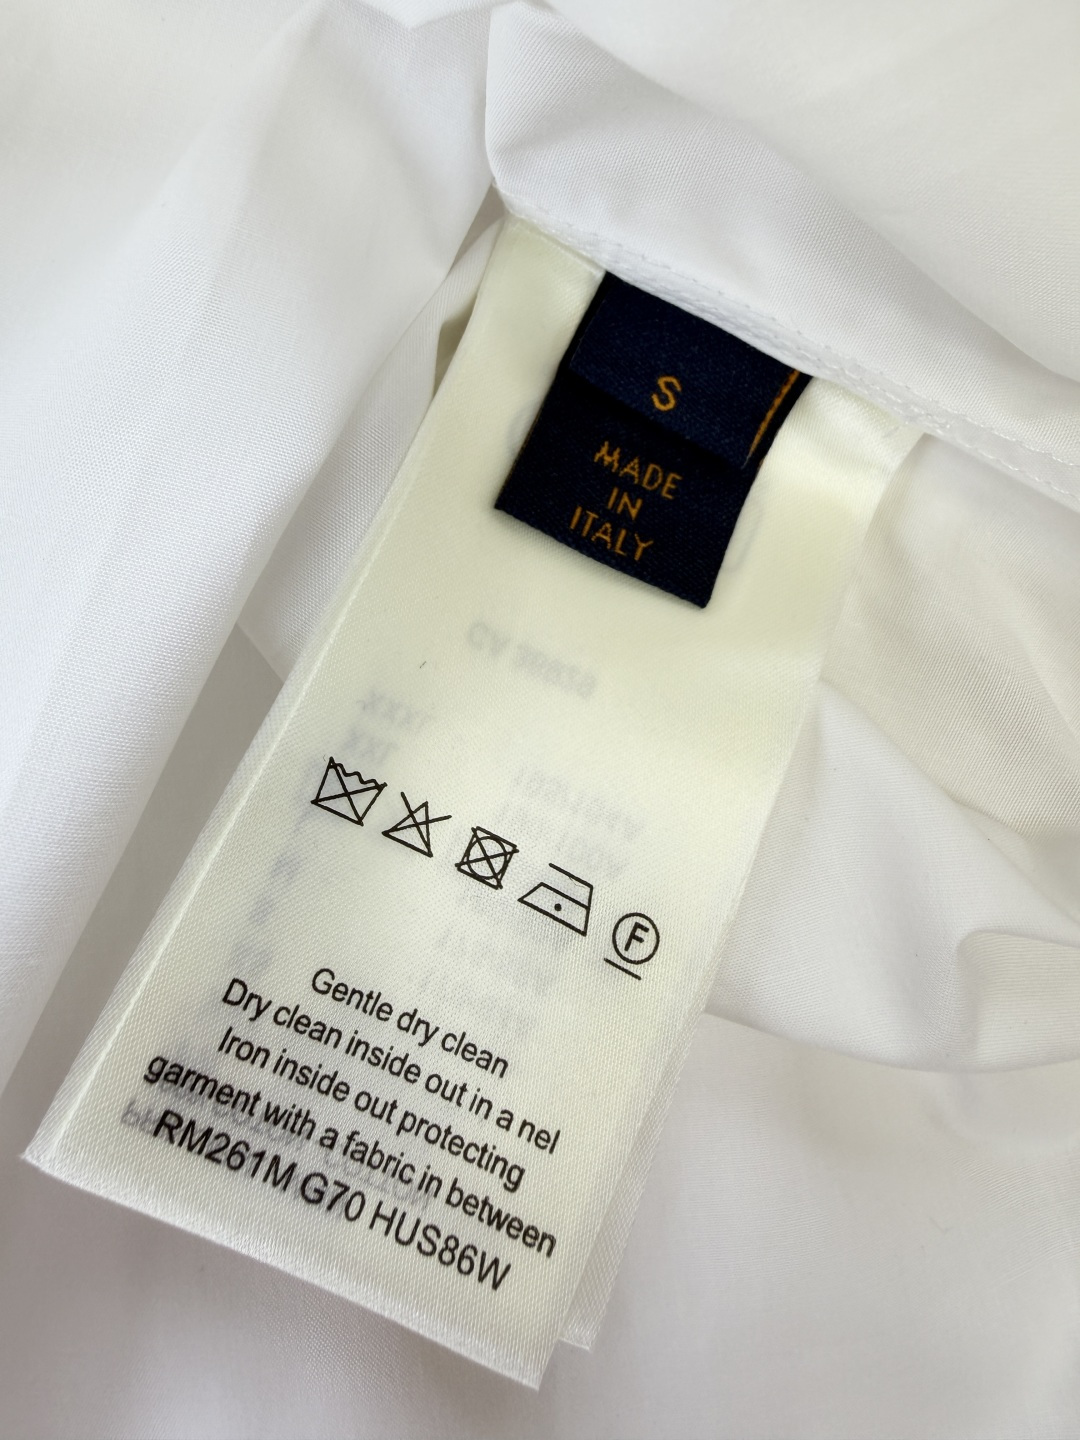 S
MADE
IN
ITALY
F
Gentle dry clean
Dry clean inside out in a nel
Iron inside out protecting
garment with a fabric in between
RM261M G70 HUS86W